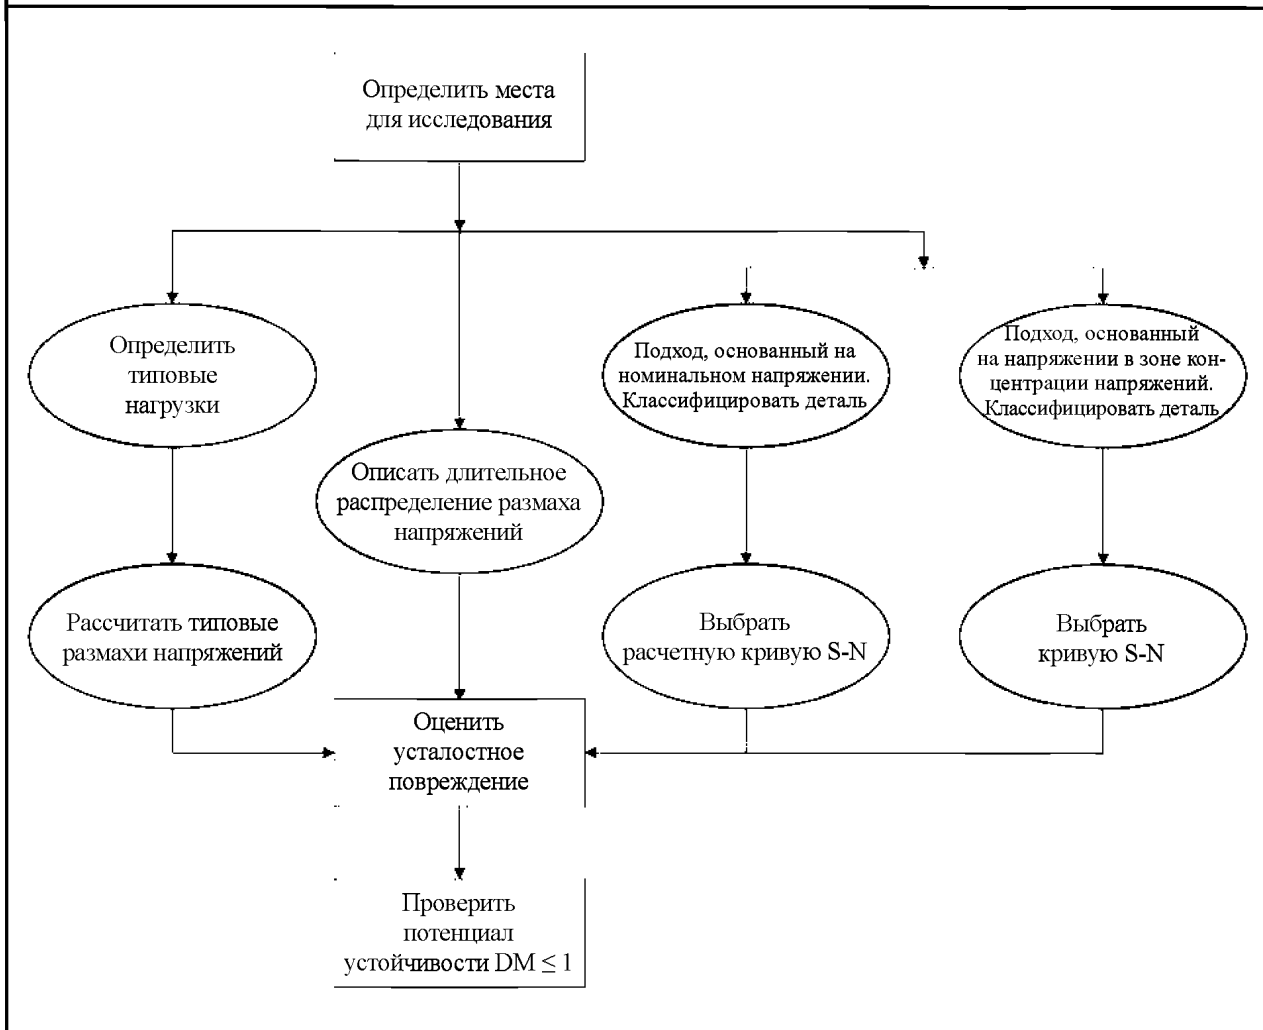 Определить места
для исследования
Определить
типовые
нагрузки
Описать длительное
распределение размаха
напряжений
Подход, основанный на
номинальном напряжении.
Классифицировать деталь
Подход, основанный
на напряжении в зоне кон-
центрации напряжений.
Классифицировать деталь
Рассчитать типовые
размахи напряжений
Выбрать
расчетную кривую S-N
Выбрать
кривую S-N
Оценить
усталостное
повреждение
Проверить
потенциал
устойчивости DM ≤ 1